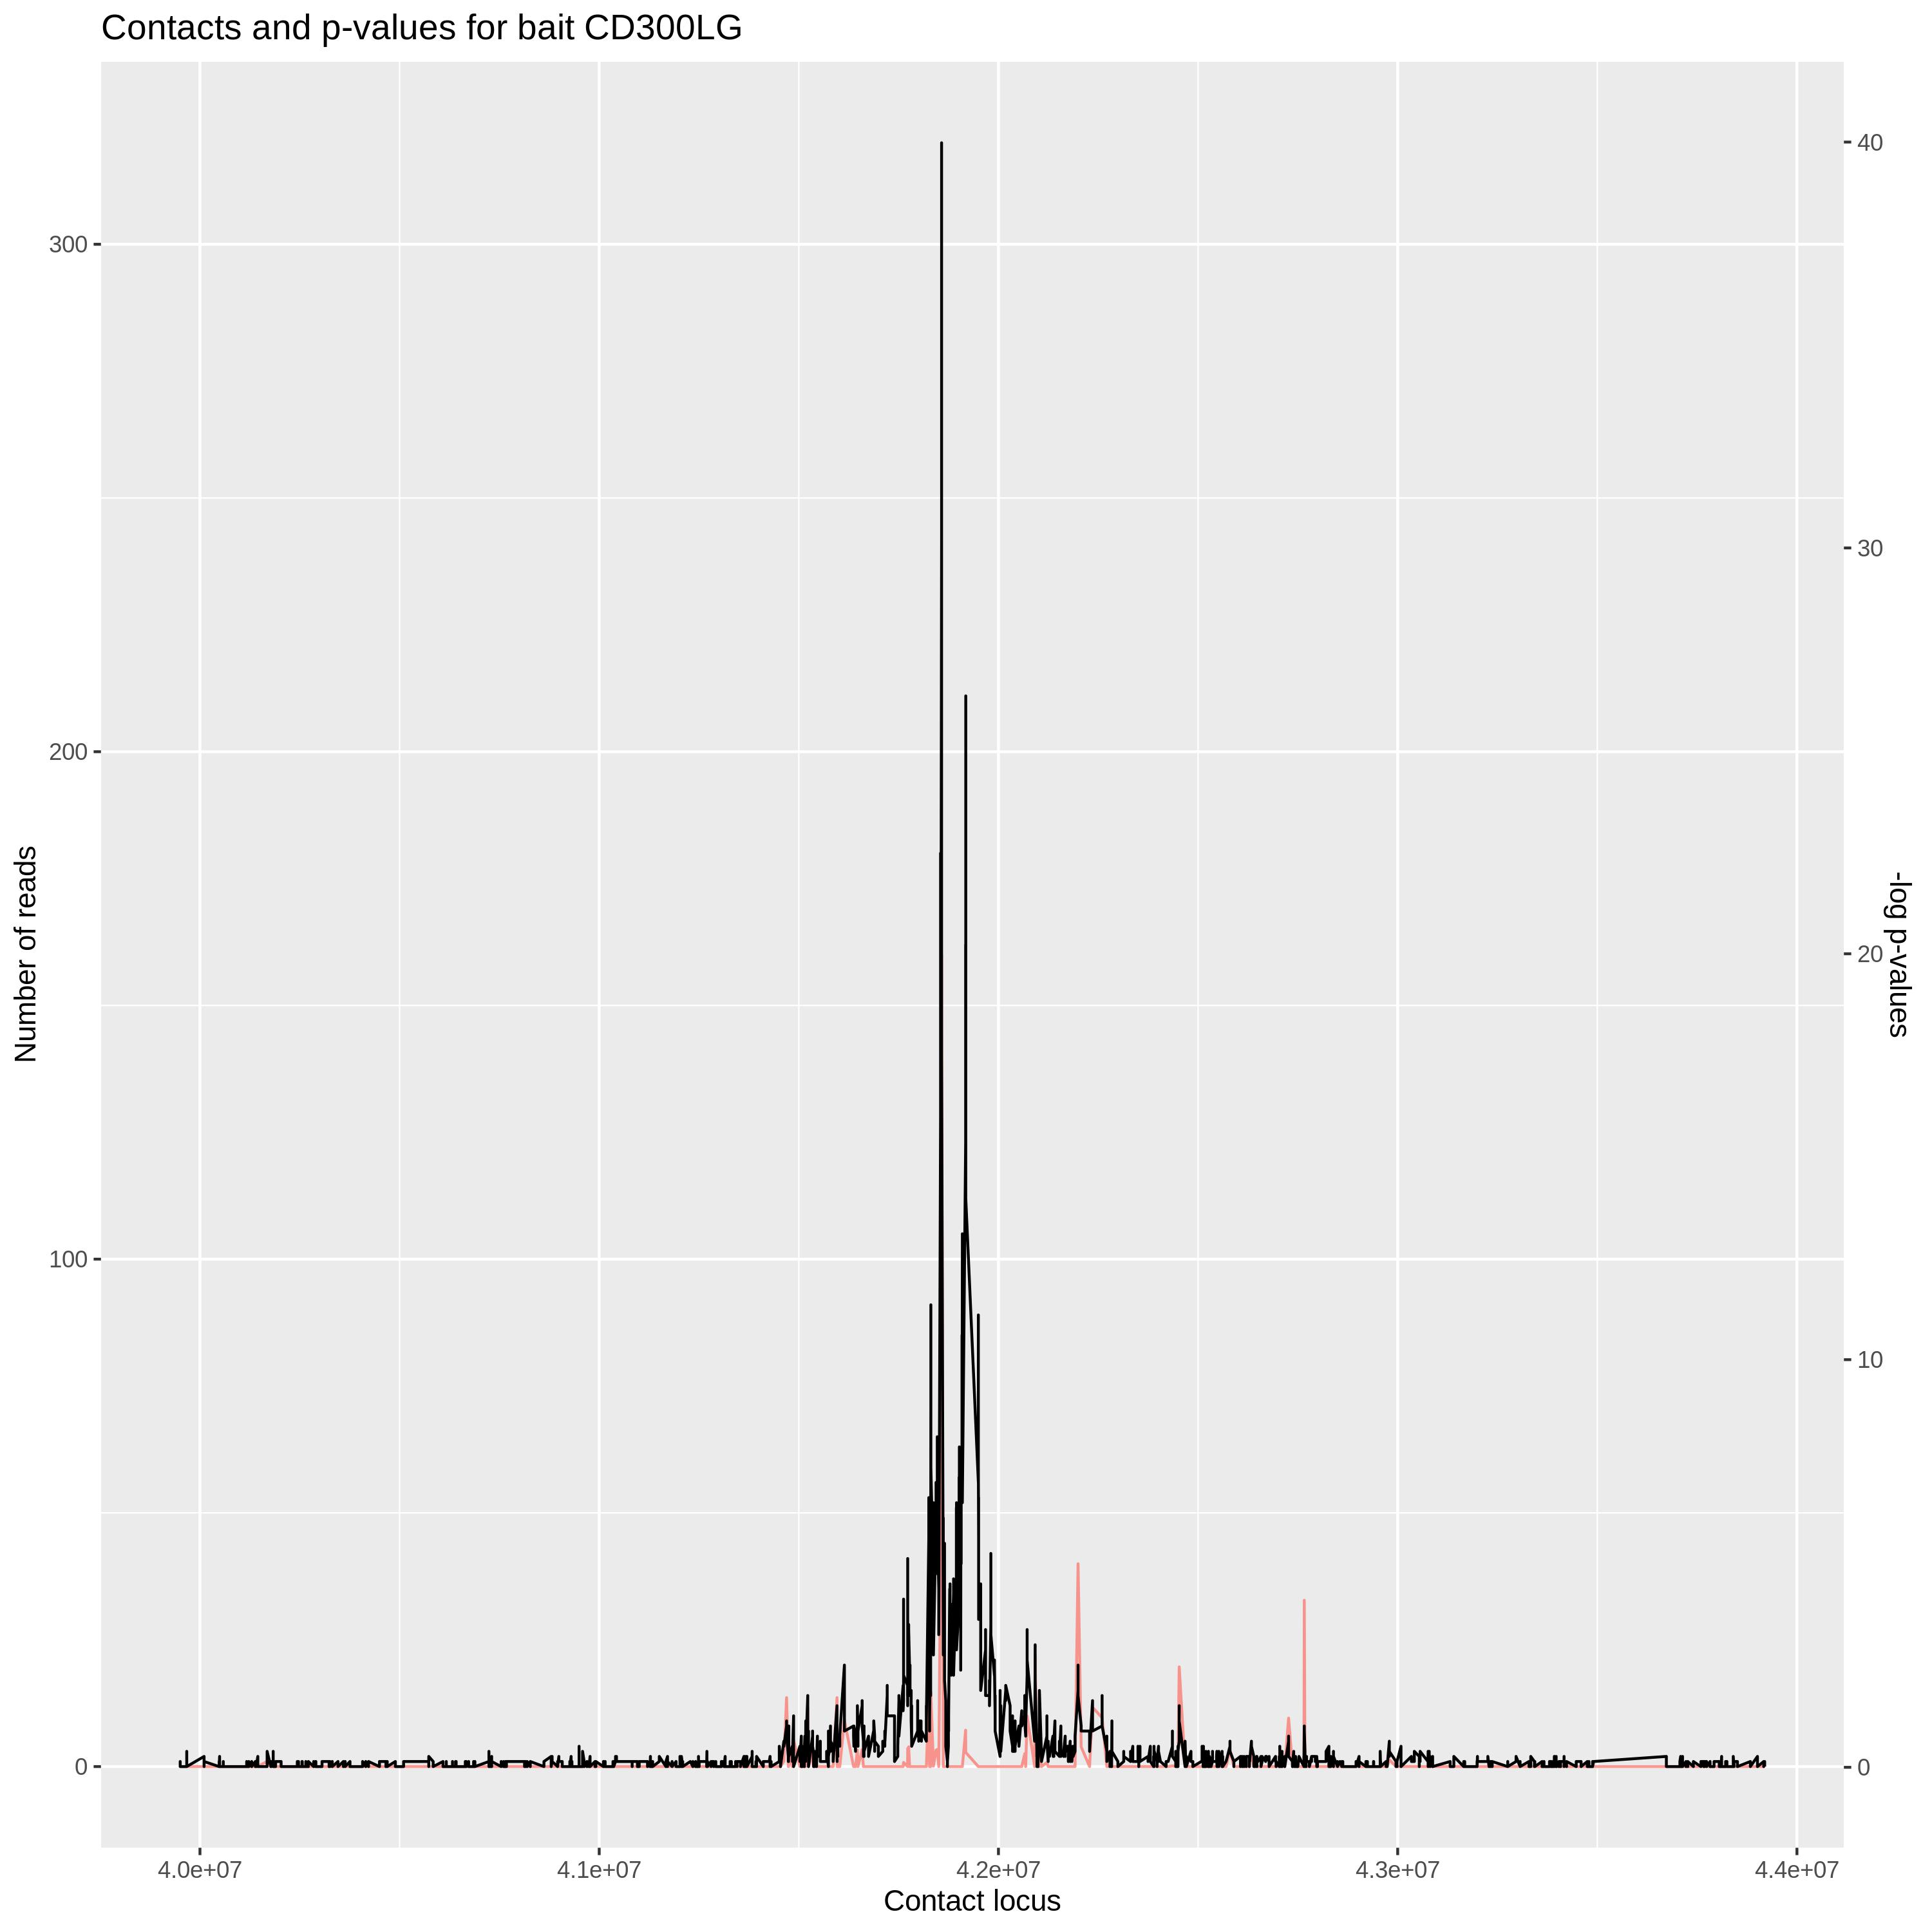 Contacts and p-values for bait CD300LG
Number of reads
300
200
100
0
40
30
20
10
0
-log p-values
4.0e+07 4.1e+07 4.2e+07 4.3e+07 4.4e+07
Contact locus